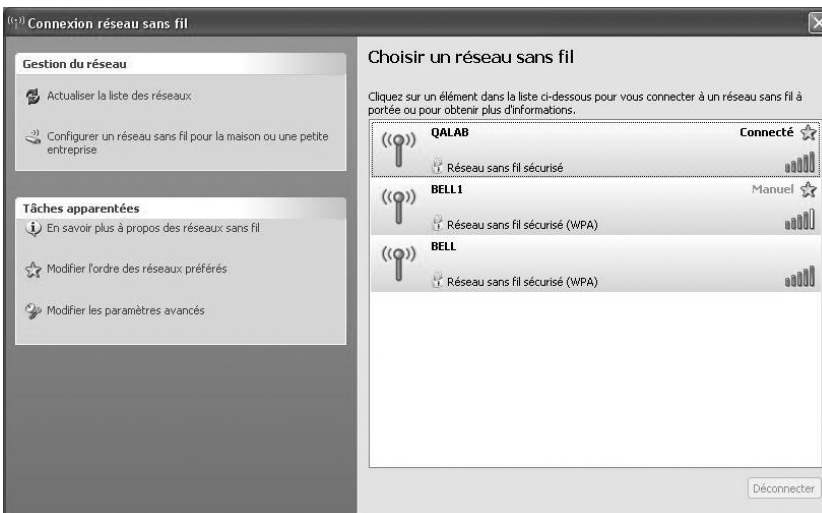 Connexion réseau sans fil
Gestion du réseau
Actualiser la liste des réseaux
Configurer un réseau sans fil pour la maison ou une petite
entreprise
Tâches apparentées
En savoir plus à propos des réseaux sans fil
Modifier l'ordre des réseaux préférés
Modifier les paramètres avancés
Choisir un réseau sans fil
Cliquez sur un élément dans la liste ci-dessous pour vous connecter à un réseau sans fil à
portée ou pour obtenir plus d'informations.
QALAB Connecté
Réseau sans fil sécurisé
BELL1 Manuel
Réseau sans fil sécurisé (WPA)
BELL
Réseau sans fil sécurisé (WPA)
Déconnecter